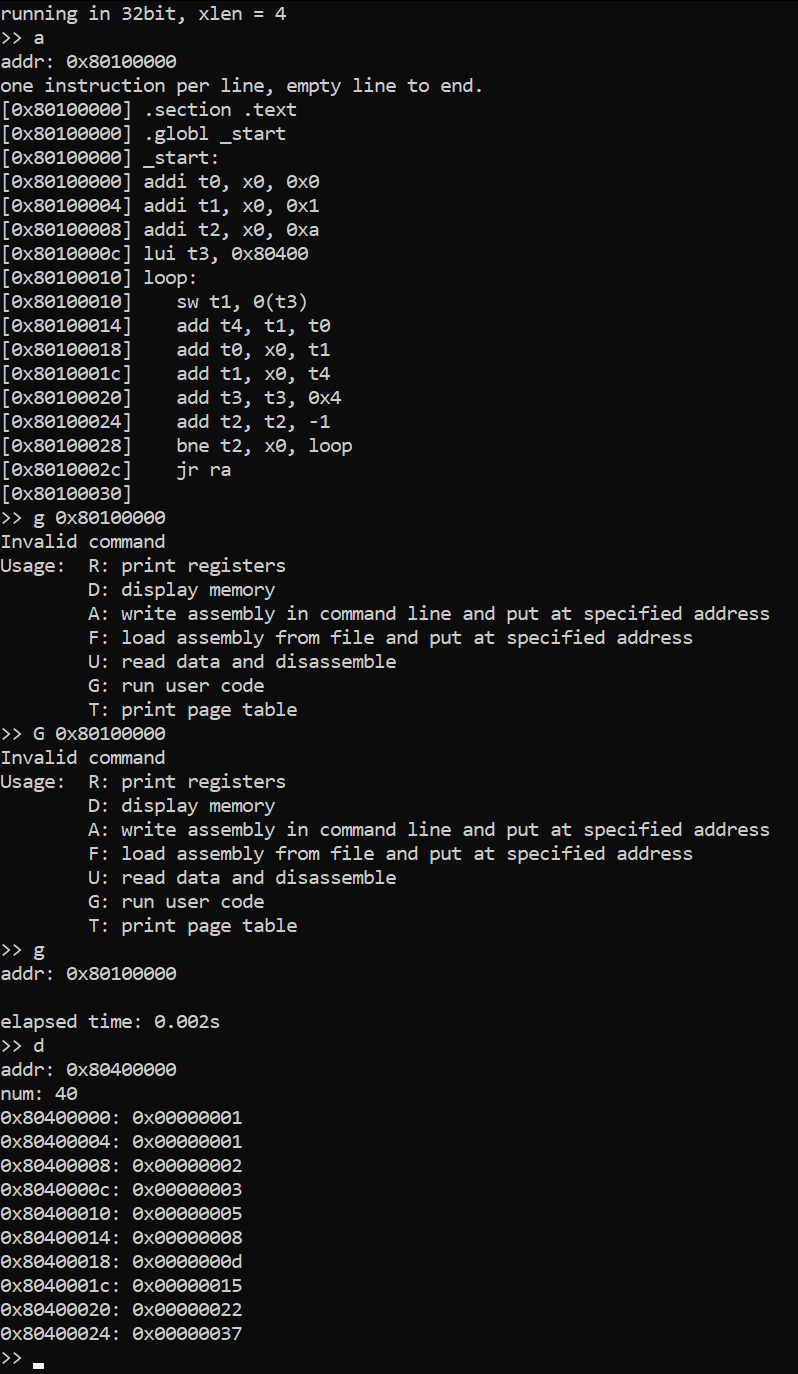 running in 32bit, xlen = 4
>> a
addr: 0x80100000
one instruction per line, empty line to end.
[0x80100000] .section .text
[0x80100000] .globl _start
[0x80100000] _start:
[0x80100000] addi t0, x0, 0x0
[0x80100004] addi t1, x0, 0x1
[0x80100008] addi t2, x0, 0xa
[0x8010000c] lui t3, 0x80400
[0x80100010] loop:
[0x80100010]    sw t1, 0(t3)
[0x80100014]    add t4, t1, t0
[0x80100018]    add t0, x0, t1
[0x8010001c]    add t1, x0, t4
[0x80100020]    add t3, t3, 0x4
[0x80100024]    add t2, t2, -1
[0x80100028]    bne t2, x0, loop
[0x8010002c]    jr ra
[0x80100030]
>> g 0x80100000
Invalid command
Usage:  R: print registers
        D: display memory
        A: write assembly in command line and put at specified address
        F: load assembly from file and put at specified address
        U: read data and disassemble
        G: run user code
        T: print page table
>> G 0x80100000
Invalid command
Usage:  R: print registers
        D: display memory
        A: write assembly in command line and put at specified address
        F: load assembly from file and put at specified address
        U: read data and disassemble
        G: run user code
        T: print page table
>> g
addr: 0x80100000

elapsed time: 0.002s
>> d
addr: 0x80400000
num: 40
0x80400000: 0x00000001
0x80400004: 0x00000001
0x80400008: 0x00000002
0x8040000c: 0x00000003
0x80400010: 0x00000005
0x80400014: 0x00000008
0x80400018: 0x0000000d
0x8040001c: 0x00000015
0x80400020: 0x00000022
0x80400024: 0x00000037
>>